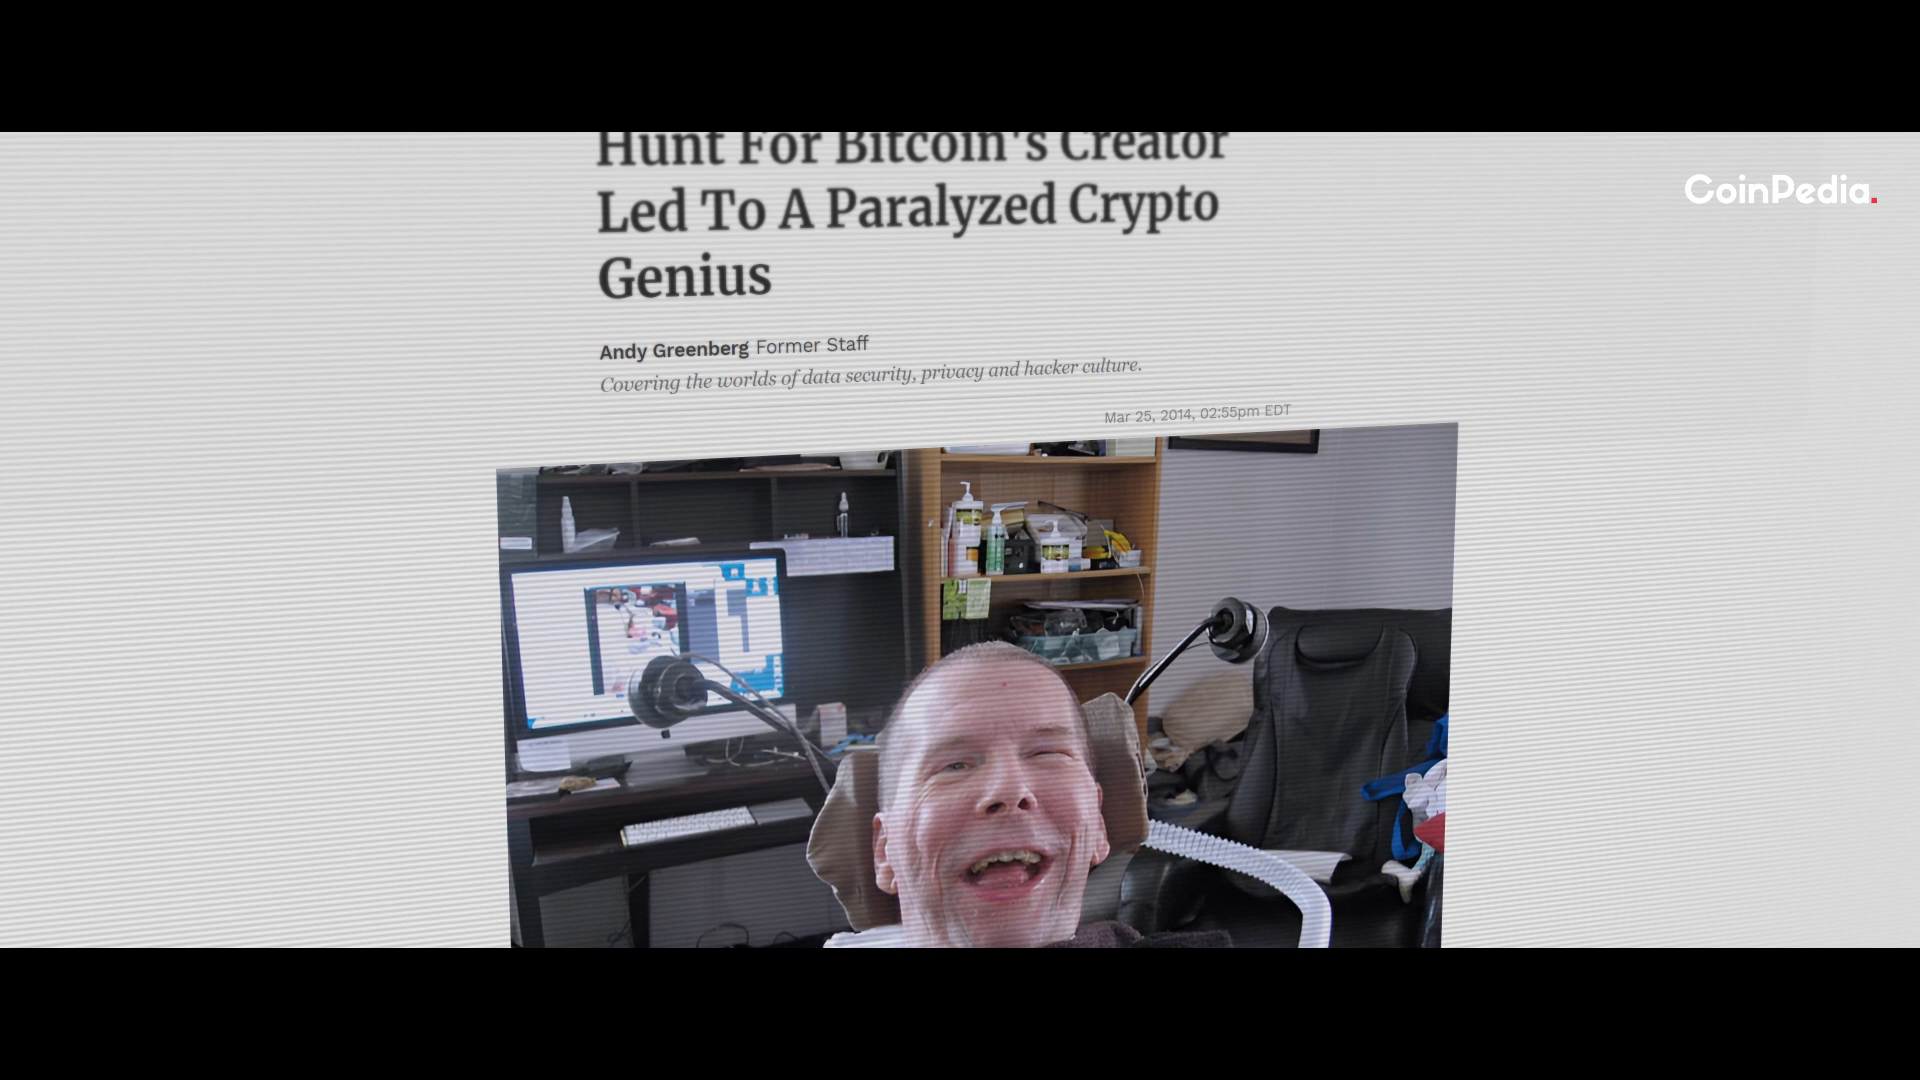 Hunt For Bitcoin's Creator
Led To A Paralyzed Crypto
Genius
CoinPedia.
Andy Greenberg Former Staff
Covering the worlds of data security, privacy and hacker culture.
Mar 25, 2014, 02:55pm EDT